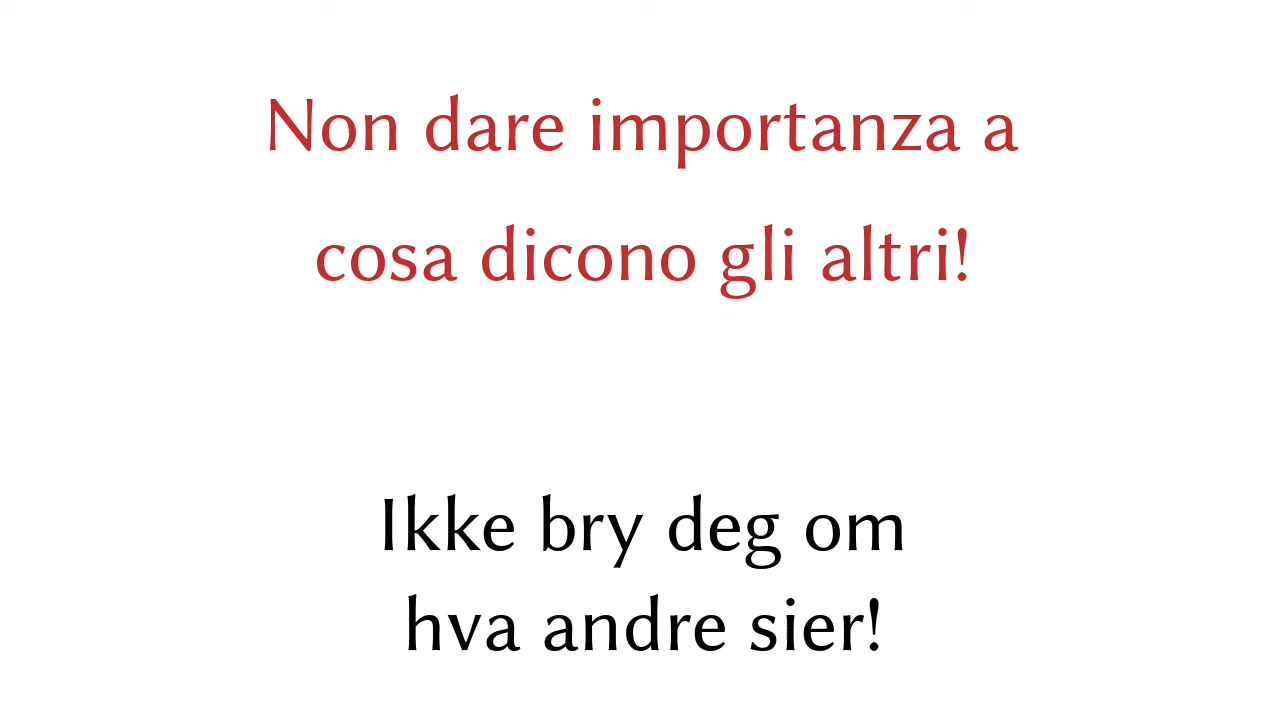 Non dare importanza a
cosa dicono gli altri!
Ikke bry deg om
hva andre sier!